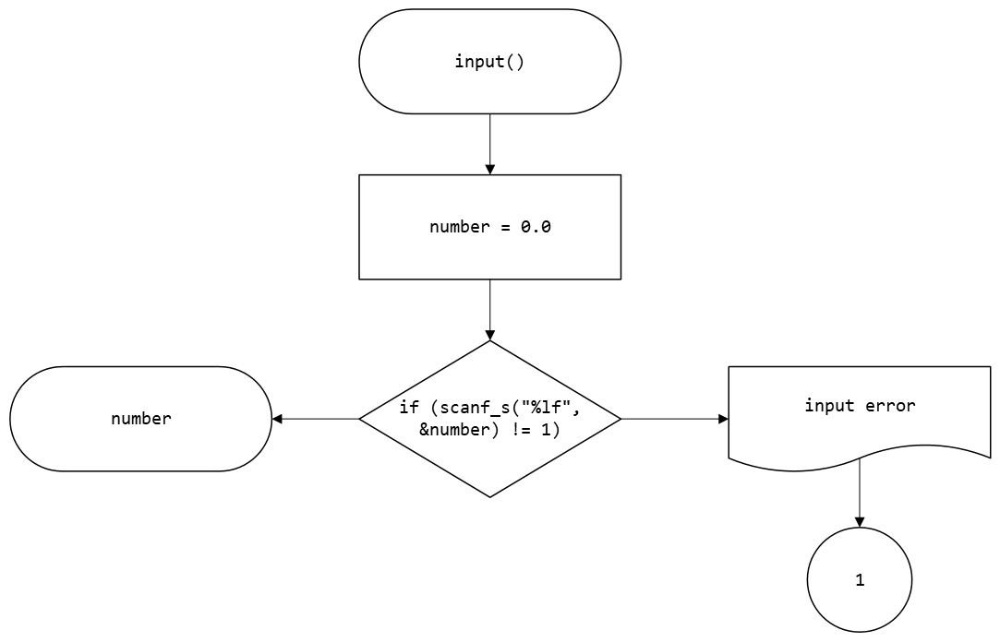 input()
number = 0.0
if (scanf_s("%lf",
&number) != 1)
number
input error
1